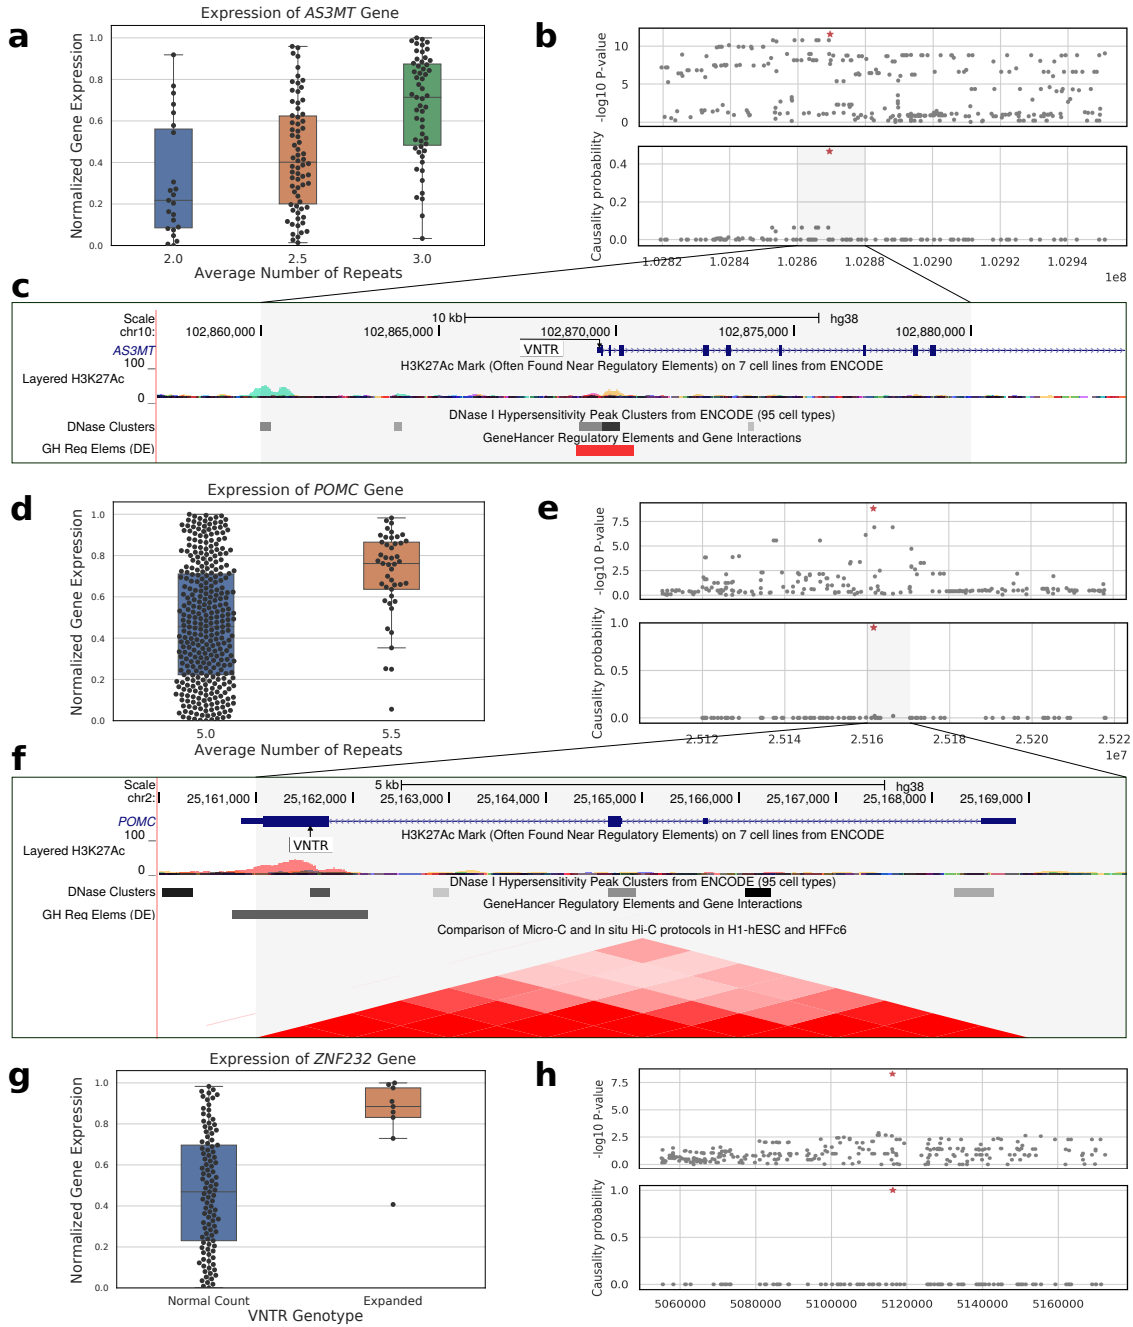 a
Expression of AS3MT Gene
Normalized Gene Expression
1.0
0.8
0.6
0.4
0.2
0.0
2.0
2.5
3.0
Average Number of Repeats
b
-log10 P-value
10
5
0
Causality probability
0.4
0.2
0.0
1.0282
1.0284
1.0286
1.0288
1.0290
1.0292
1.0294
1e8
c
Scale
10 kb
hg38
chr10:
102,860,000
102,865,000
102,870,000
102,875,000
102,880,000
AS3MT
VNTR
100
H3K27Ac Mark (Often Found Near Regulatory Elements) on 7 cell lines from ENCODE
Layered H3K27Ac
0
DNase I Hypersensitivity Peak Clusters from ENCODE (95 cell types)
DNase Clusters
GeneHancer Regulatory Elements and Gene Interactions
GH Reg Elems (DE)
d
Expression of POMC Gene
Normalized Gene Expression
1.0
0.8
0.6
0.4
0.2
0.0
5.0
5.5
Average Number of Repeats
e
-log10 P-value
7.5
5.0
2.5
0.0
Causality probability
1.0
0.5
0.0
2.512
2.514
2.516
2.518
2.520
2.522
1e7
f
Scale
5 kb
hg38
chr2:
25,161,000
25,162,000
25,163,000
25,164,000
25,165,000
25,166,000
25,167,000
25,168,000
25,169,000
POMC
100
H3K27Ac Mark (Often Found Near Regulatory Elements) on 7 cell lines from ENCODE
VNTR
Layered H3K27Ac
0
DNase I Hypersensitivity Peak Clusters from ENCODE (95 cell types)
DNase Clusters
GeneHancer Regulatory Elements and Gene Interactions
GH Reg Elems (DE)
Comparison of Micro-C and In situ Hi-C protocols in H1-hESC and HFFc6
g
Expression of ZNF232 Gene
Normalized Gene Expression
1.0
0.8
0.6
0.4
0.2
0.0
Normal Count
Expanded
VNTR Genotype
h
-log10 P-value
7.5
5.0
2.5
0.0
Causality probability
1.0
0.5
0.0
5060000
5080000
5100000
5120000
5140000
5160000